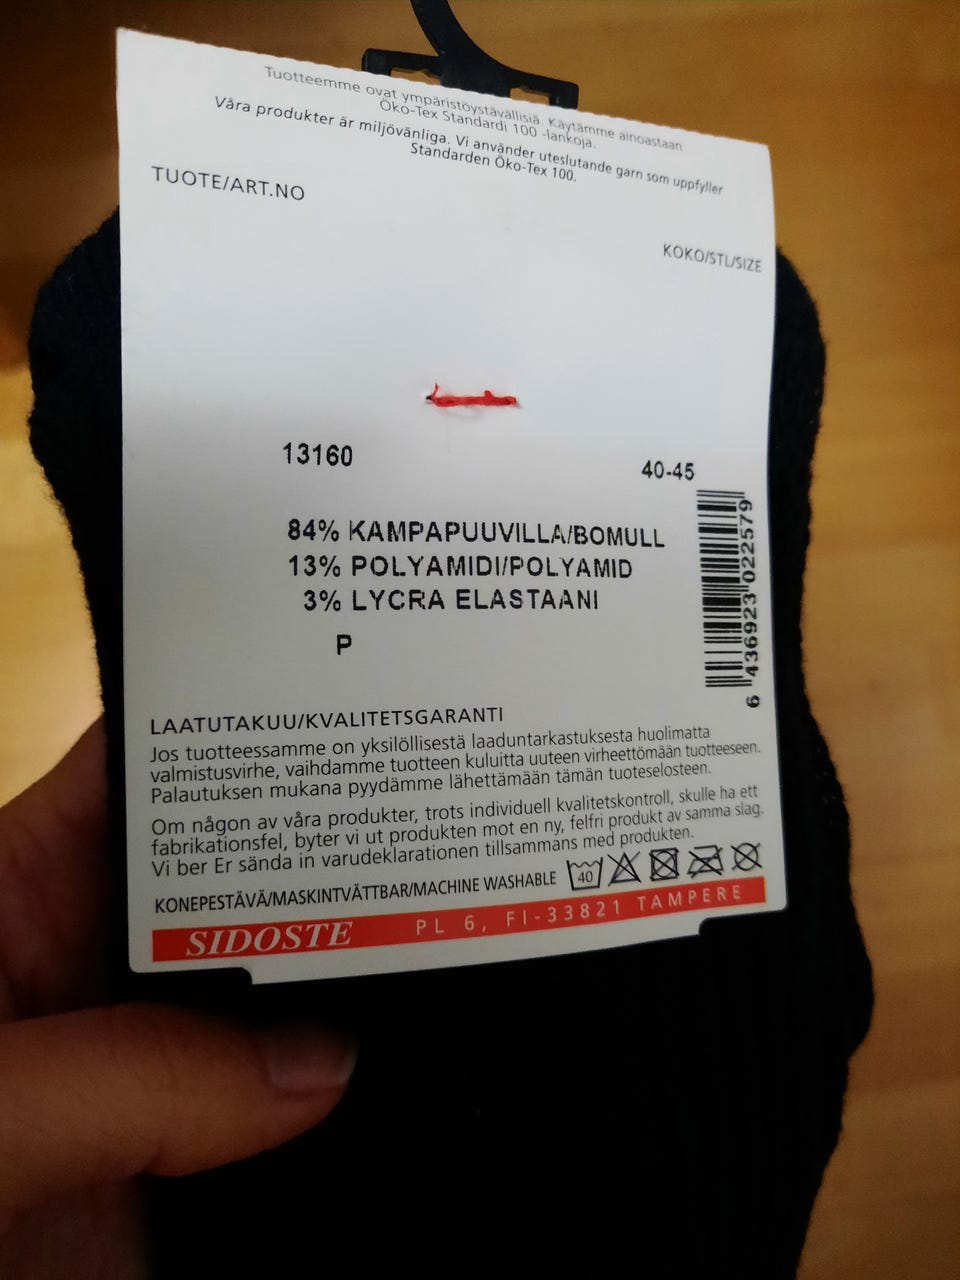 Tuotteemme ovat ympäristöystävällisiä. Käytämme ainoastaan
Öko-Tex Standardi 100 -lankoja.
Våra produkter är miljövänliga. Vi använder uteslutande garn som uppfyller
Standarden Öko-Tex 100.
TUOTE/ART.NO
KOKO/STL/SIZE
13160
40-45
84% KAMPAPUUVILLA/BOMULL
13% POLYAMIDI/POLYAMID
3% LYCRA ELASTAANI
P
6 436923 022579
LAATUTAKUU/KVALITETSGARANTI
Jos tuotteessamme on yksilöllisestä laaduntarkastuksesta huolimatta
valmistusvirhe, vaihdamme tuotteen kuluitta uuteen virheettömään tuotteeseen.
Palautuksen mukana pyydämme lähettämään tämän tuoteselosteen.
Om någon av våra produkter, trots individuell kvalitetskontroll, skulle ha ett
fabrikationsfel, byter vi ut produkten mot en ny, felfri produkt av samma slag.
Vi ber Er sända in varudeklarationen tillsammans med produkten.
KONEPESTÄVÄ/MASKINTVÄTTBAR/MACHINE WASHABLE 40
SIDOSTE PL 6, FI-33821 TAMPERE